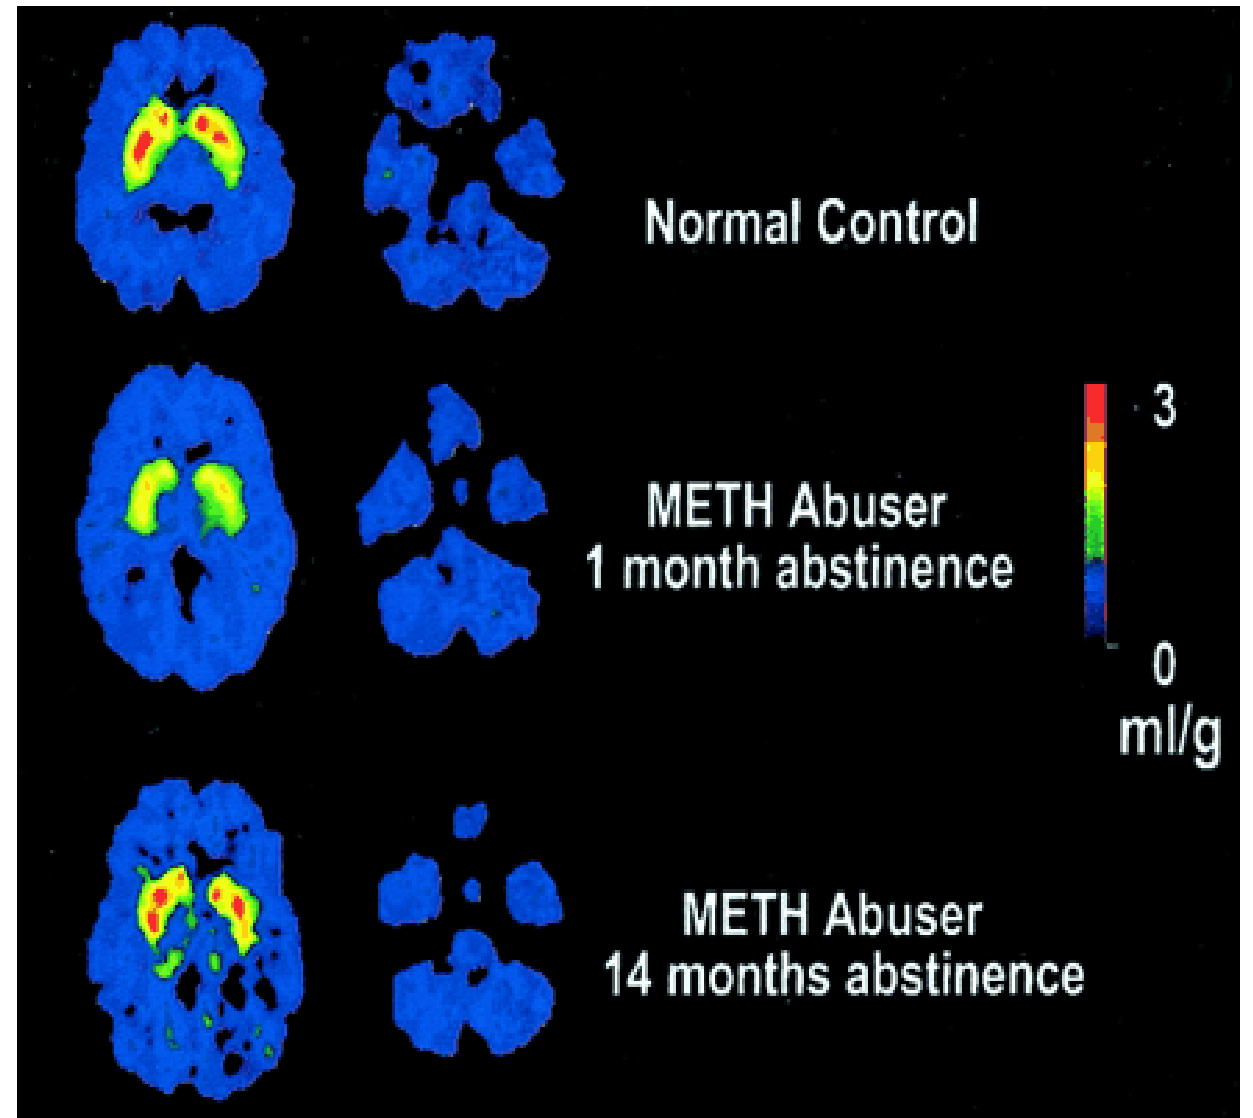 Normal Control
METH Abuser
1 month abstinence
3
0
ml/g
METH Abuser
14 months abstinence